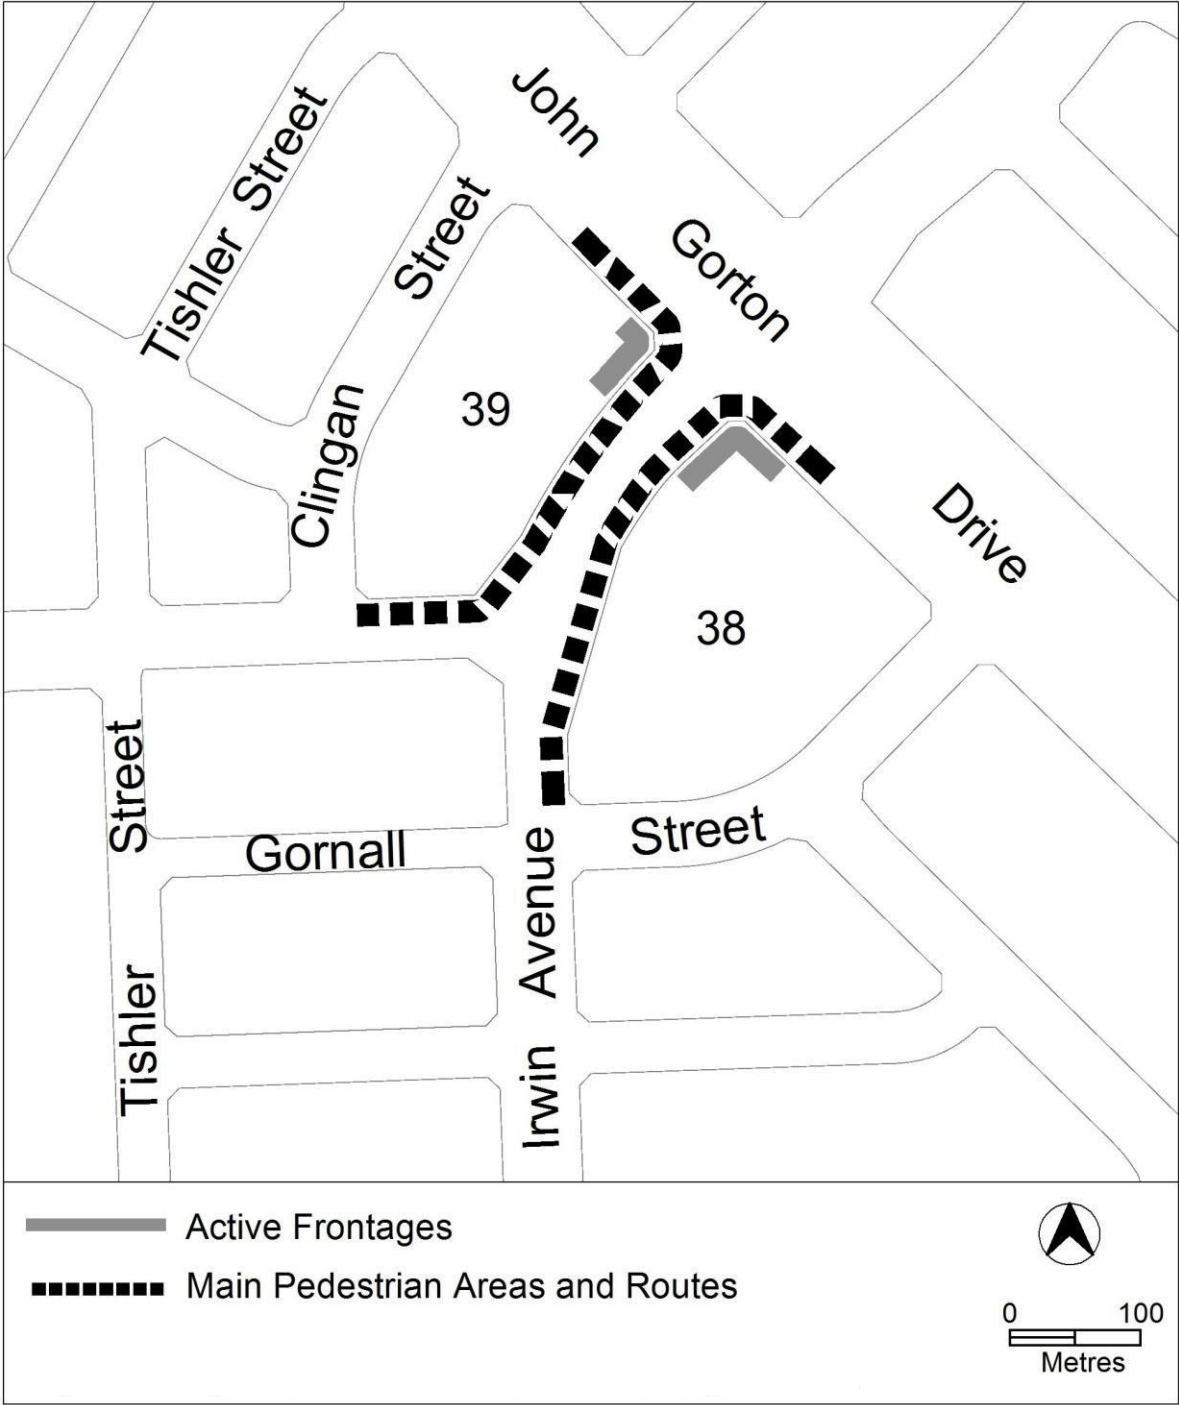 John
Gorton
Drive
Tishler Street
Clingan Street
39
38
Tishler Street
Gornall Street
Irwin Avenue
Active Frontages
Main Pedestrian Areas and Routes
0 100
Metres